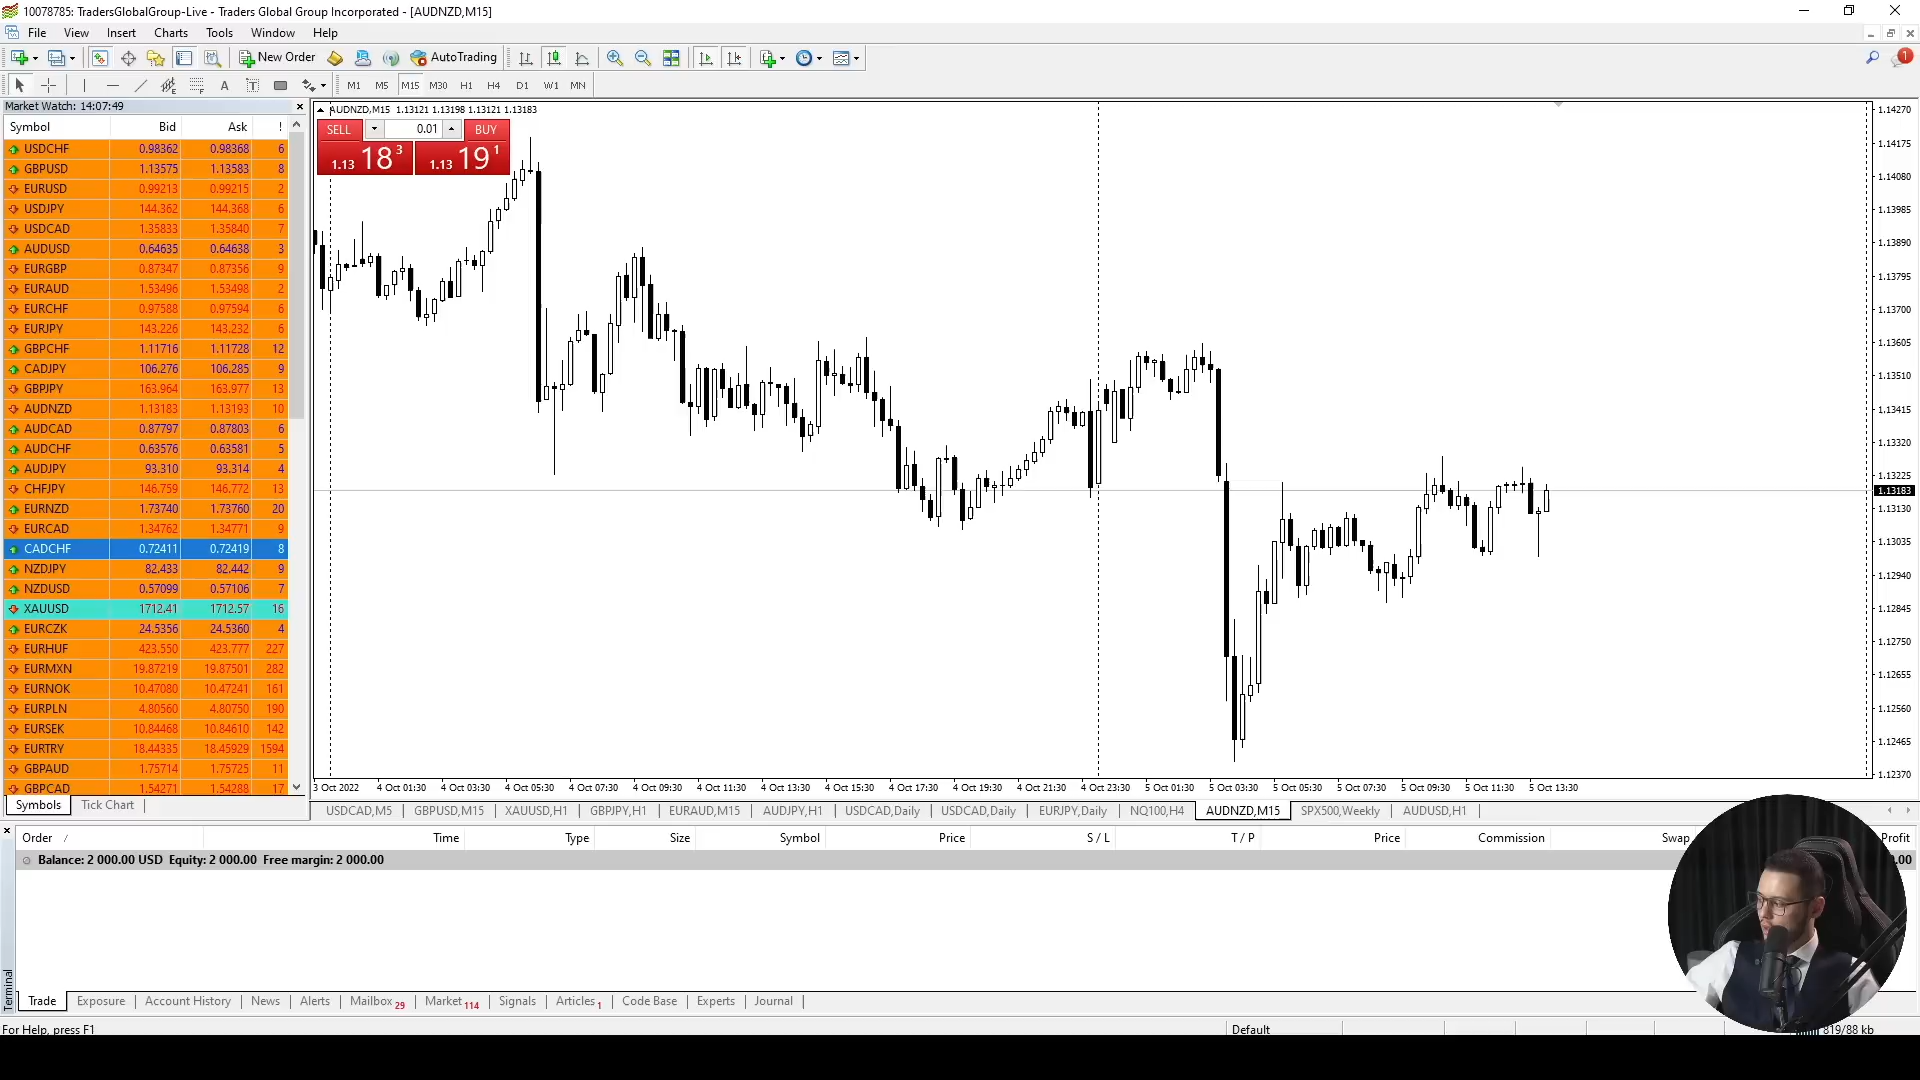 10078785: TradersGlobalGroup-Live - Traders Global Group Incorporated - [AUDNZD,M15]
File View Insert Charts Tools Window Help
New Order AutoTrading 1
A T M1 M5 M15 M30 H1 H4 D1 W1 MN
Market Watch: 14:07:49
Symbol Bid Ask !
USDCHF 0.98362 0.98368 6
GBPUSD 1.13575 1.13583 8
EURUSD 0.99213 0.99215 2
USDJPY 144.362 144.368 6
USDCAD 1.35833 1.35840 7
AUDUSD 0.64635 0.64638 3
EURGBP 0.87347 0.87356 9
EURAUD 1.53496 1.53498 2
EURCHF 0.97588 0.97594 6
EURJPY 143.226 143.232 6
GBPCHF 1.11716 1.11728 12
CADJPY 106.276 106.285 9
GBPJPY 163.964 163.977 13
AUDNZD 1.13183 1.13193 10
AUDCAD 0.87797 0.87803 6
AUDCHF 0.63576 0.63581 5
AUDJPY 93.310 93.314 4
CHFJPY 146.759 146.772 13
EURNZD 1.73740 1.73760 20
EURCAD 1.34762 1.34771 9
CADCHF 0.72411 0.72419 8
NZDJPY 82.433 82.442 9
NZDUSD 0.57099 0.57106 7
XAUUSD 1712.41 1712.57 16
EURCZK 24.5356 24.5360 4
EURHUF 423.550 423.777 227
EURMXN 19.87219 19.87501 282
EURNOK 10.47080 10.47241 161
EURPLN 4.80560 4.80750 190
EURSEK 10.84468 10.84610 142
EURTRY 18.44335 18.45929 1594
GBPAUD 1.75714 1.75725 11
GBPCAD 1.54271 1.54288 17
Symbols Tick Chart
AUDNZD,M15 1.13121 1.13198 1.13121 1.13183
SELL 0.01 BUY
1.13 18 3 1.13 19 1
1.14270
1.14175
1.14080
1.13985
1.13890
1.13795
1.13700
1.13605
1.13510
1.13415
1.13320
1.13225
1.13183
1.13130
1.13035
1.12940
1.12845
1.12750
1.12655
1.12560
1.12465
1.12370
3 Oct 2022 4 Oct 01:30 4 Oct 03:30 4 Oct 05:30 4 Oct 07:30 4 Oct 09:30 4 Oct 11:30 4 Oct 13:30 4 Oct 15:30 4 Oct 17:30 4 Oct 19:30 4 Oct 21:30 4 Oct 23:30 5 Oct 01:30 5 Oct 03:30 5 Oct 05:30 5 Oct 07:30 5 Oct 09:30 5 Oct 11:30 5 Oct 13:30
USDCAD,M5 GBPUSD,M15 XAUUSD,H1 GBPJPY,H1 EURAUD,M15 AUDJPY,H1 USDCAD,Daily USDCAD,Daily EURJPY,Daily NQ100,H4 AUDNZD,M15 SPX500,Weekly AUDUSD,H1
Order / Time Type Size Symbol Price S / L T / P Price Commission Swap Profit
Balance: 2 000.00 USD Equity: 2 000.00 Free margin: 2 000.00
Terminal
Trade Exposure Account History News Alerts Mailbox 29 Market 114 Signals Articles 1 Code Base Experts Journal
For Help, press F1 Default 819/88 kb